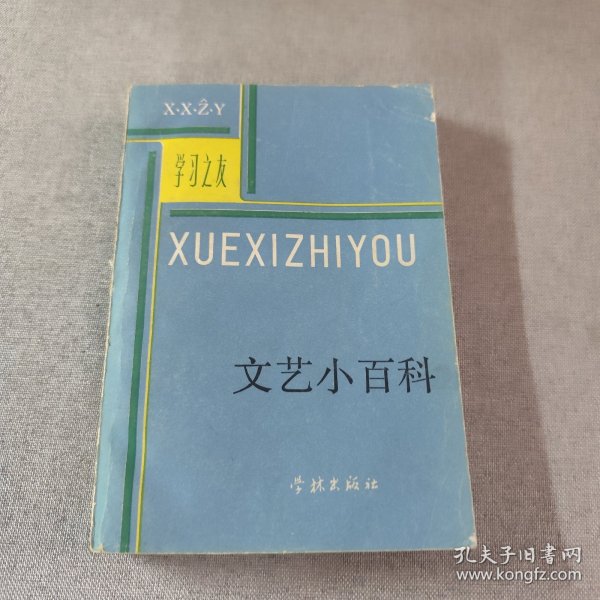 X·X·Ẑ·Y
学习之友
XUEXIZHIYOU
文艺小百科
学林出版社
孔夫子旧书网
www.kongfz.com